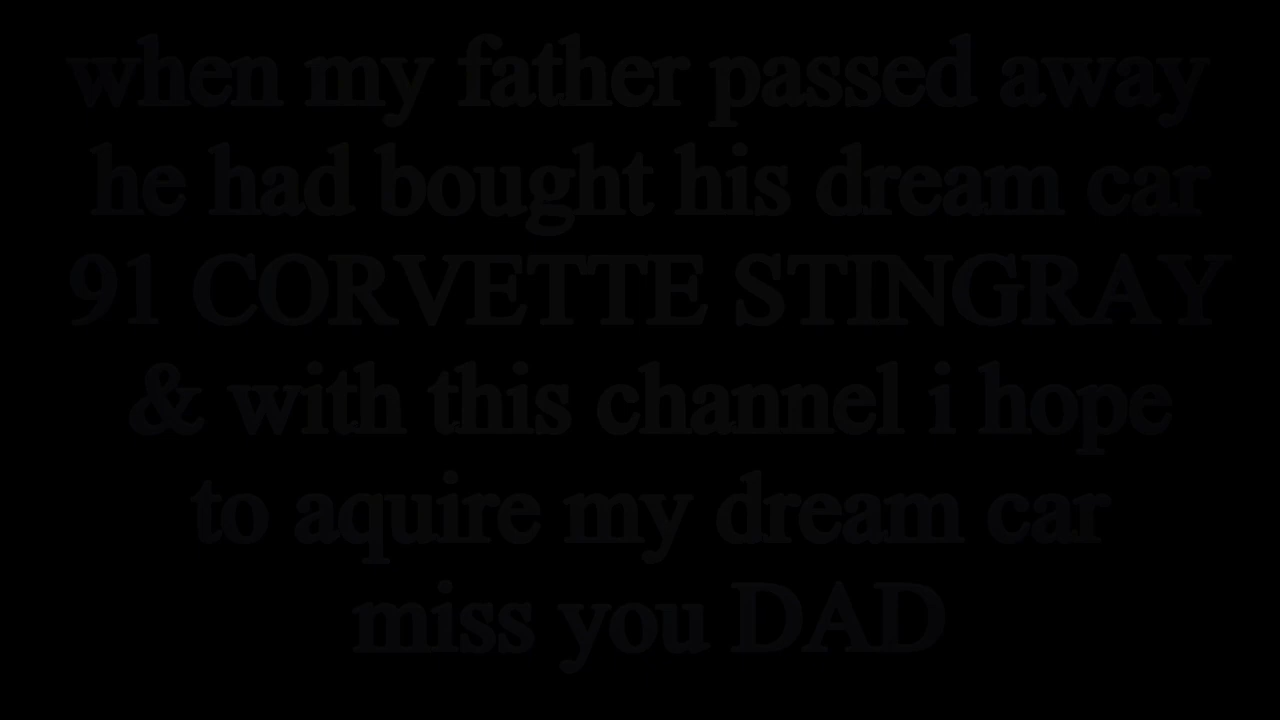 when my father passed away
he had bought his dream car
91 CORVETTE STINGRAY
& with this channel i hope
to aquire my dream car
miss you DAD